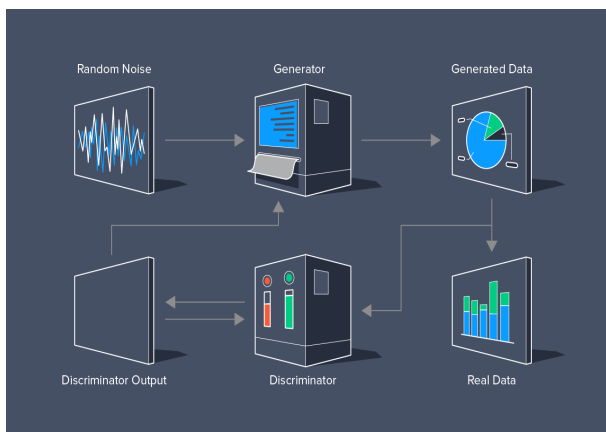 Random Noise
Generator
Generated Data
Discriminator Output
Discriminator
Real Data